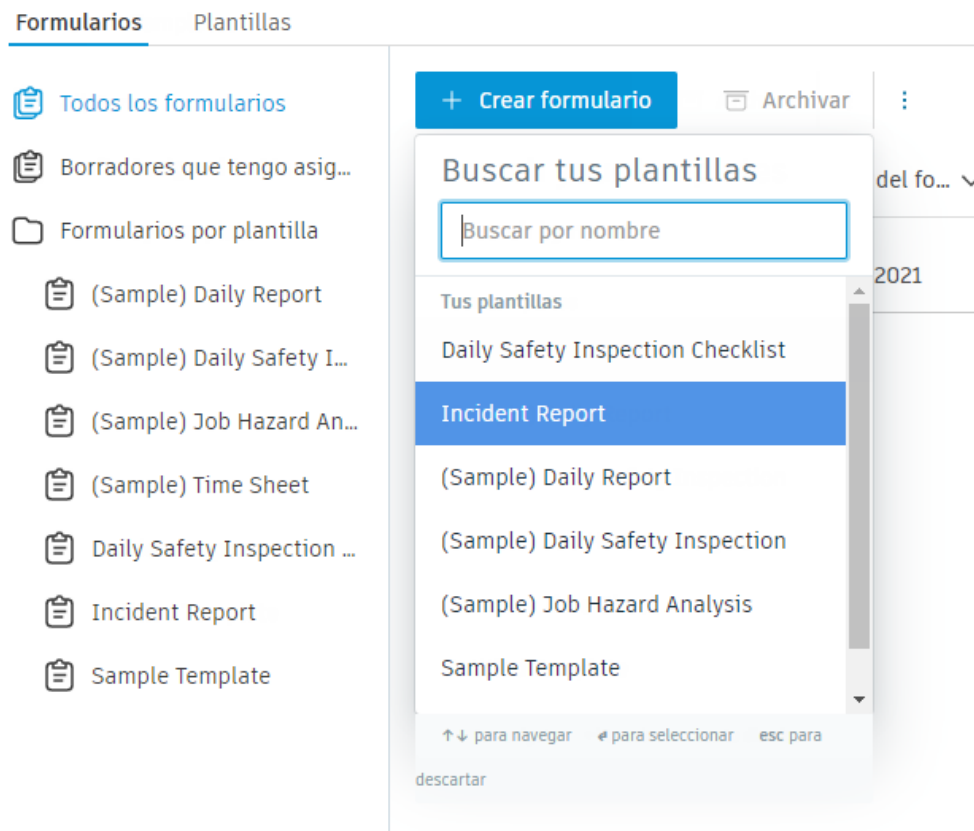 Formularios
Plantillas
Todos los formularios
Borradores que tengo asig...
Formularios por plantilla
(Sample) Daily Report
(Sample) Daily Safety I...
(Sample) Job Hazard An...
(Sample) Time Sheet
Daily Safety Inspection ...
Incident Report
Sample Template
+ Crear formulario
Archivar
del fo...
2021
Buscar tus plantillas
Buscar por nombre
Tus plantillas
Daily Safety Inspection Checklist
Incident Report
(Sample) Daily Report
(Sample) Daily Safety Inspection
(Sample) Job Hazard Analysis
Sample Template
↑↓ para navegar para seleccionar esc para
descartar